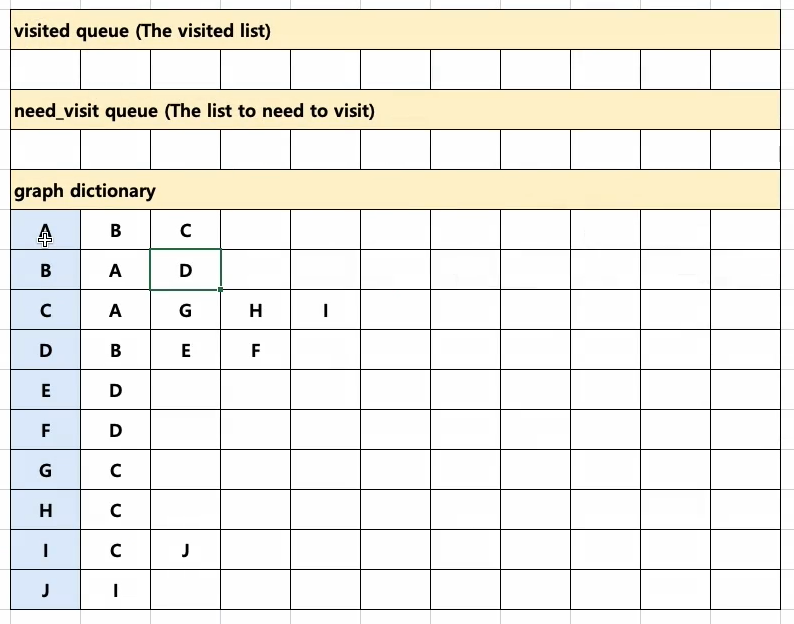 visited queue (The visited list)
need_visit queue (The list to need to visit)
graph dictionary
A B C
B A D
C A G H I
D B E F
E D
F D
G C
H C
I C J
J I